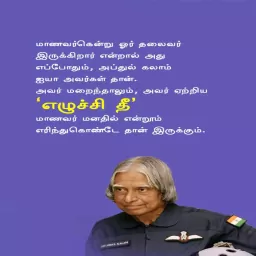 மாணவர்கென்று ஓர் தலைவர்
இருக்கிறார் என்றால் அது
எப்போதும், அப்துல் கலாம்
ஐயா அவர்கள் தான்.
அவர் மறைந்தாலும், அவர் ஏற்றிய
‘எழுச்சி தீ’
மாணவர் மனதில் என்றும்
எரிந்துகொண்டே தான் இருக்கும்.